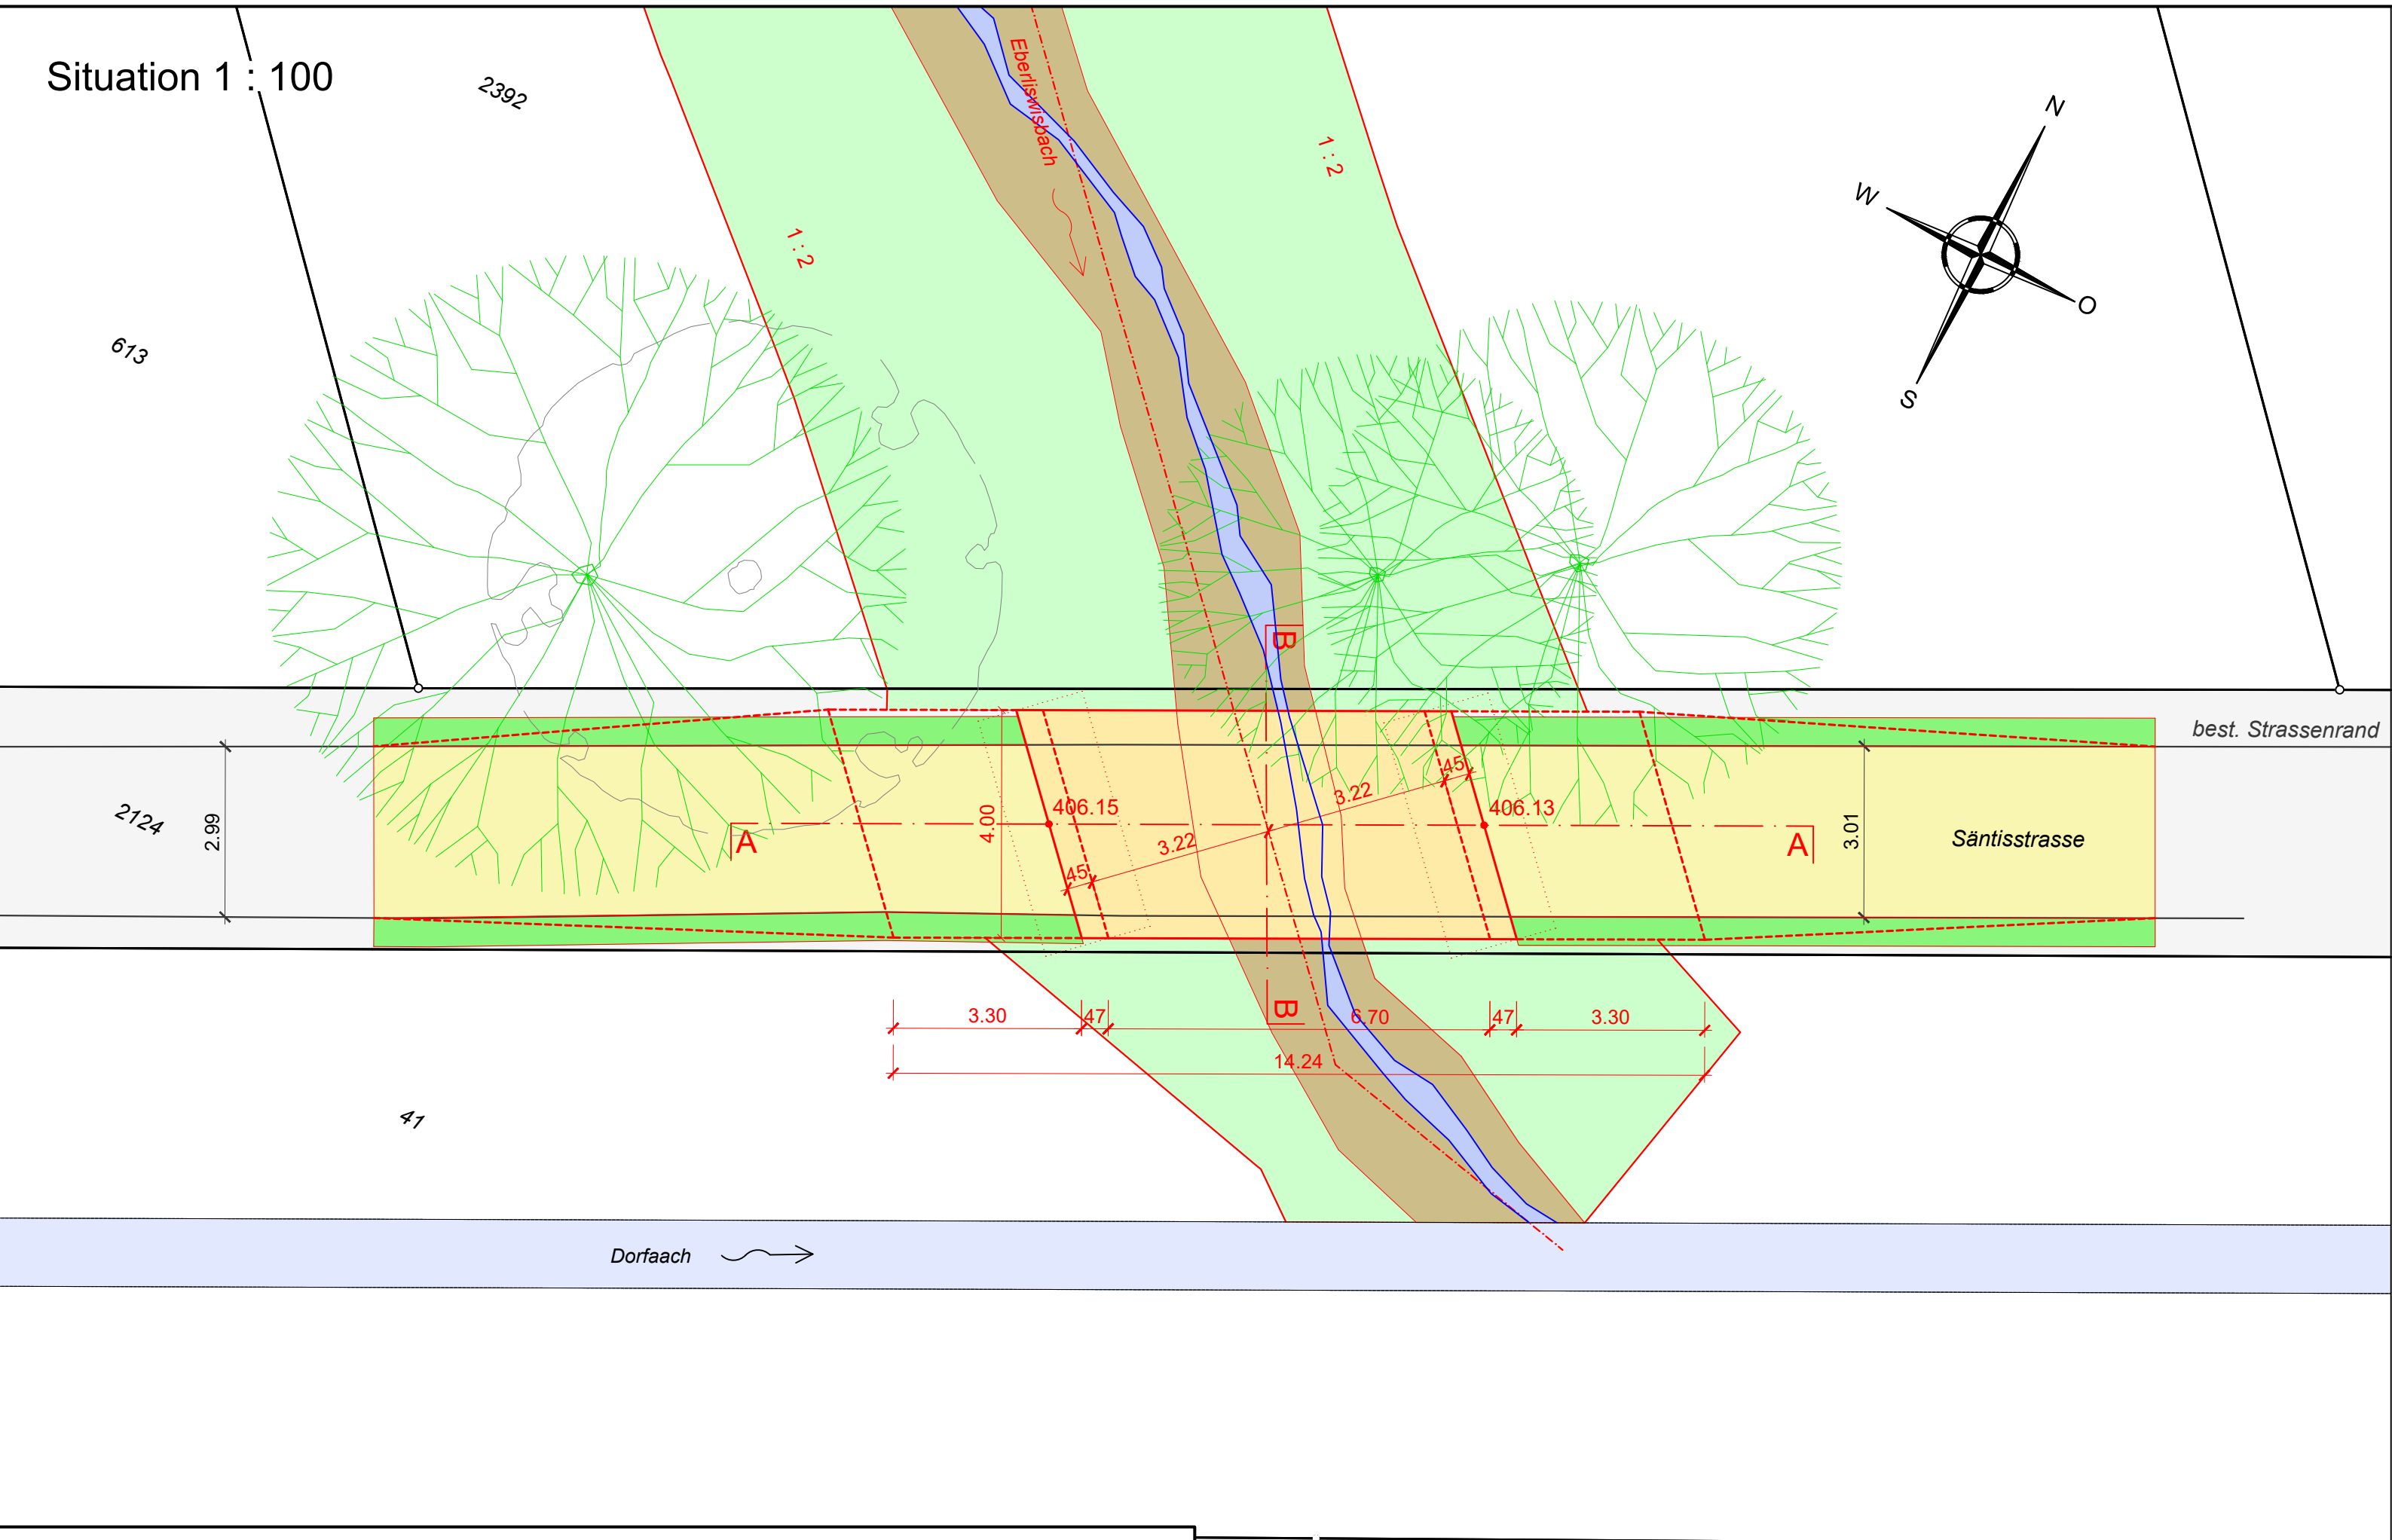 Situation 1 : 100
2392
Eberliswisbach
1 : 2
1 : 2
N
W
O
S
613
B
best. Strassenrand
2124
2.99
4.00
406.15
3.22
45
406.13
3.01
Säntisstrasse
A
3.22
A
45
B
3.30
47
6.70
47
3.30
14.24
41
Dorfaach